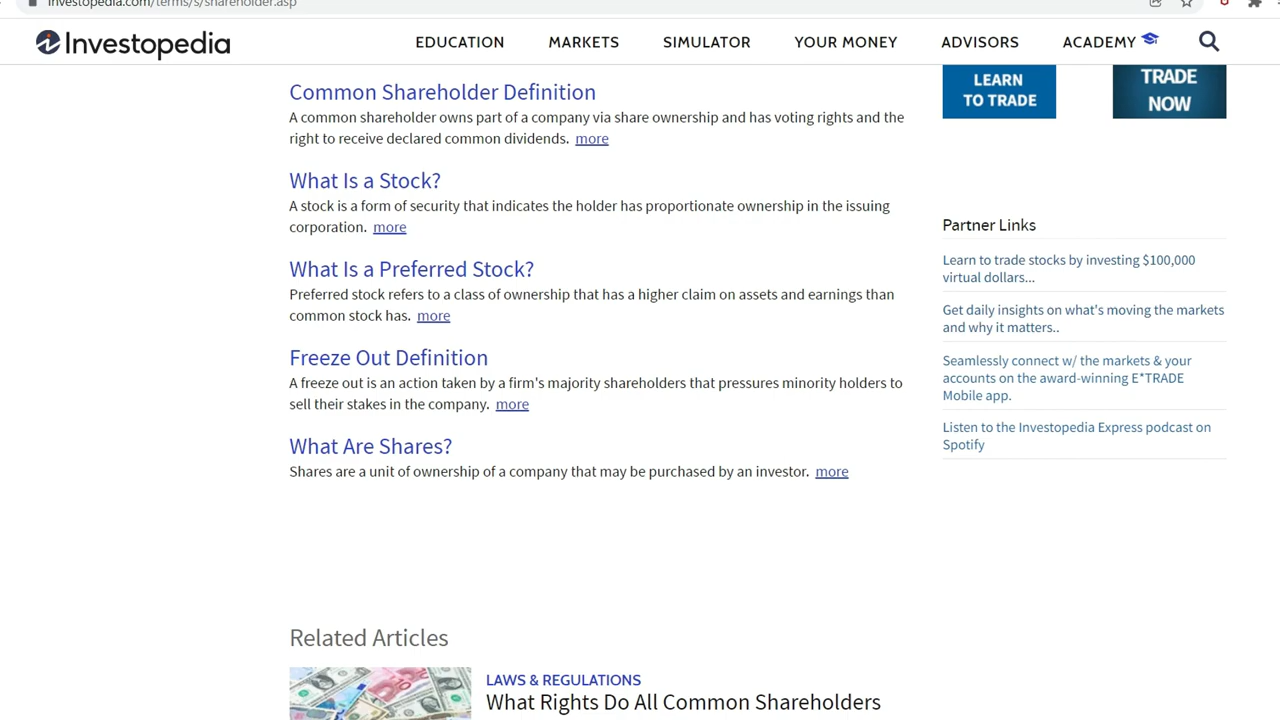 investopedia.com/terms/s/shareholder.asp
Investopedia
EDUCATION MARKETS SIMULATOR YOUR MONEY ADVISORS ACADEMY
Common Shareholder Definition
A common shareholder owns part of a company via share ownership and has voting rights and the
right to receive declared common dividends. more
What Is a Stock?
A stock is a form of security that indicates the holder has proportionate ownership in the issuing
corporation. more
What Is a Preferred Stock?
Preferred stock refers to a class of ownership that has a higher claim on assets and earnings than
common stock has. more
Freeze Out Definition
A freeze out is an action taken by a firm's majority shareholders that pressures minority holders to
sell their stakes in the company. more
What Are Shares?
Shares are a unit of ownership of a company that may be purchased by an investor. more
LEARN
TO TRADE
TRADE
NOW
Partner Links
Learn to trade stocks by investing $100,000
virtual dollars...
Get daily insights on what's moving the markets
and why it matters..
Seamlessly connect w/ the markets & your
accounts on the award-winning E*TRADE
Mobile app.
Listen to the Investopedia Express podcast on
Spotify
Related Articles
LAWS & REGULATIONS
What Rights Do All Common Shareholders